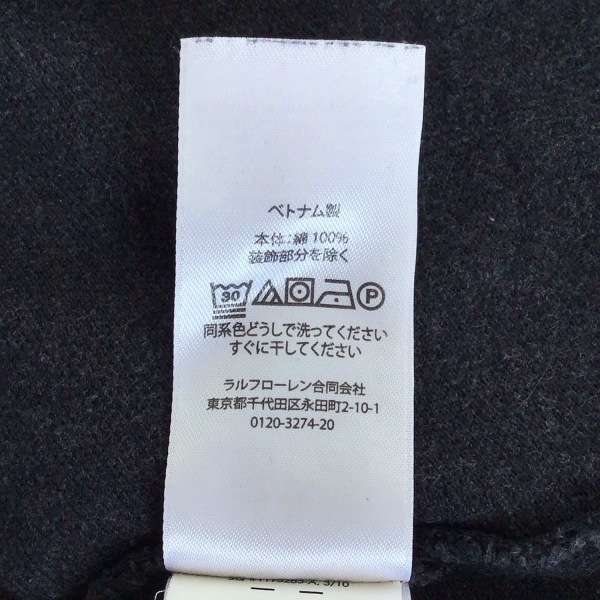 ベトナム製
本体:綿 100%
装飾部分を除く
30 P
同系色どうしで洗ってください
すぐに干してください
ラルフローレン合同会社
東京都千代田区永田町2-10-1
0120-3274-20
3/10